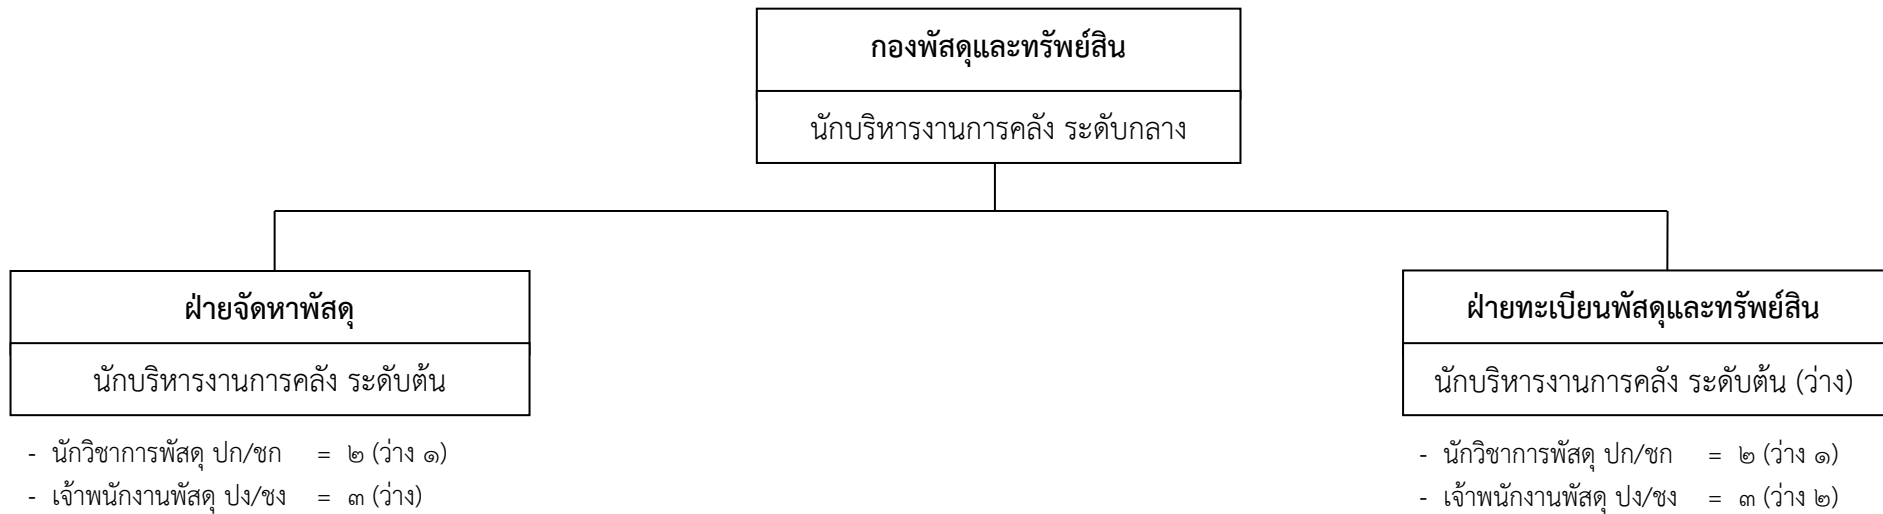 กองพัสดุและทรัพย์สิน
นักบริหารงานการคลัง ระดับกลาง
ฝ่ายจัดหาพัสดุ
นักบริหารงานการคลัง ระดับต้น
- นักวิชาการพัสดุ ปก/ชก = ๒ (ว่าง ๑)
- เจ้าพนักงานพัสดุ ปง/ชง = ๓ (ว่าง)
ฝ่ายทะเบียนพัสดุและทรัพย์สิน
นักบริหารงานการคลัง ระดับต้น (ว่าง)
- นักวิชาการพัสดุ ปก/ชก = ๒ (ว่าง ๑)
- เจ้าพนักงานพัสดุ ปง/ชง = ๓ (ว่าง ๒)